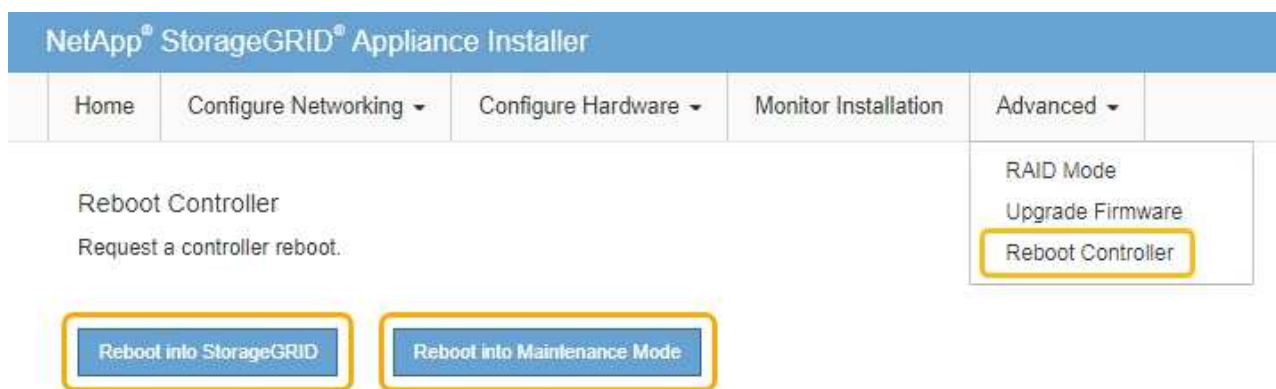 NetApp® StorageGRID® Appliance Installer
Home Configure Networking Configure Hardware Monitor Installation Advanced
RAID Mode
Upgrade Firmware
Reboot Controller
Reboot Controller
Request a controller reboot.
Reboot into StorageGRID Reboot into Maintenance Mode